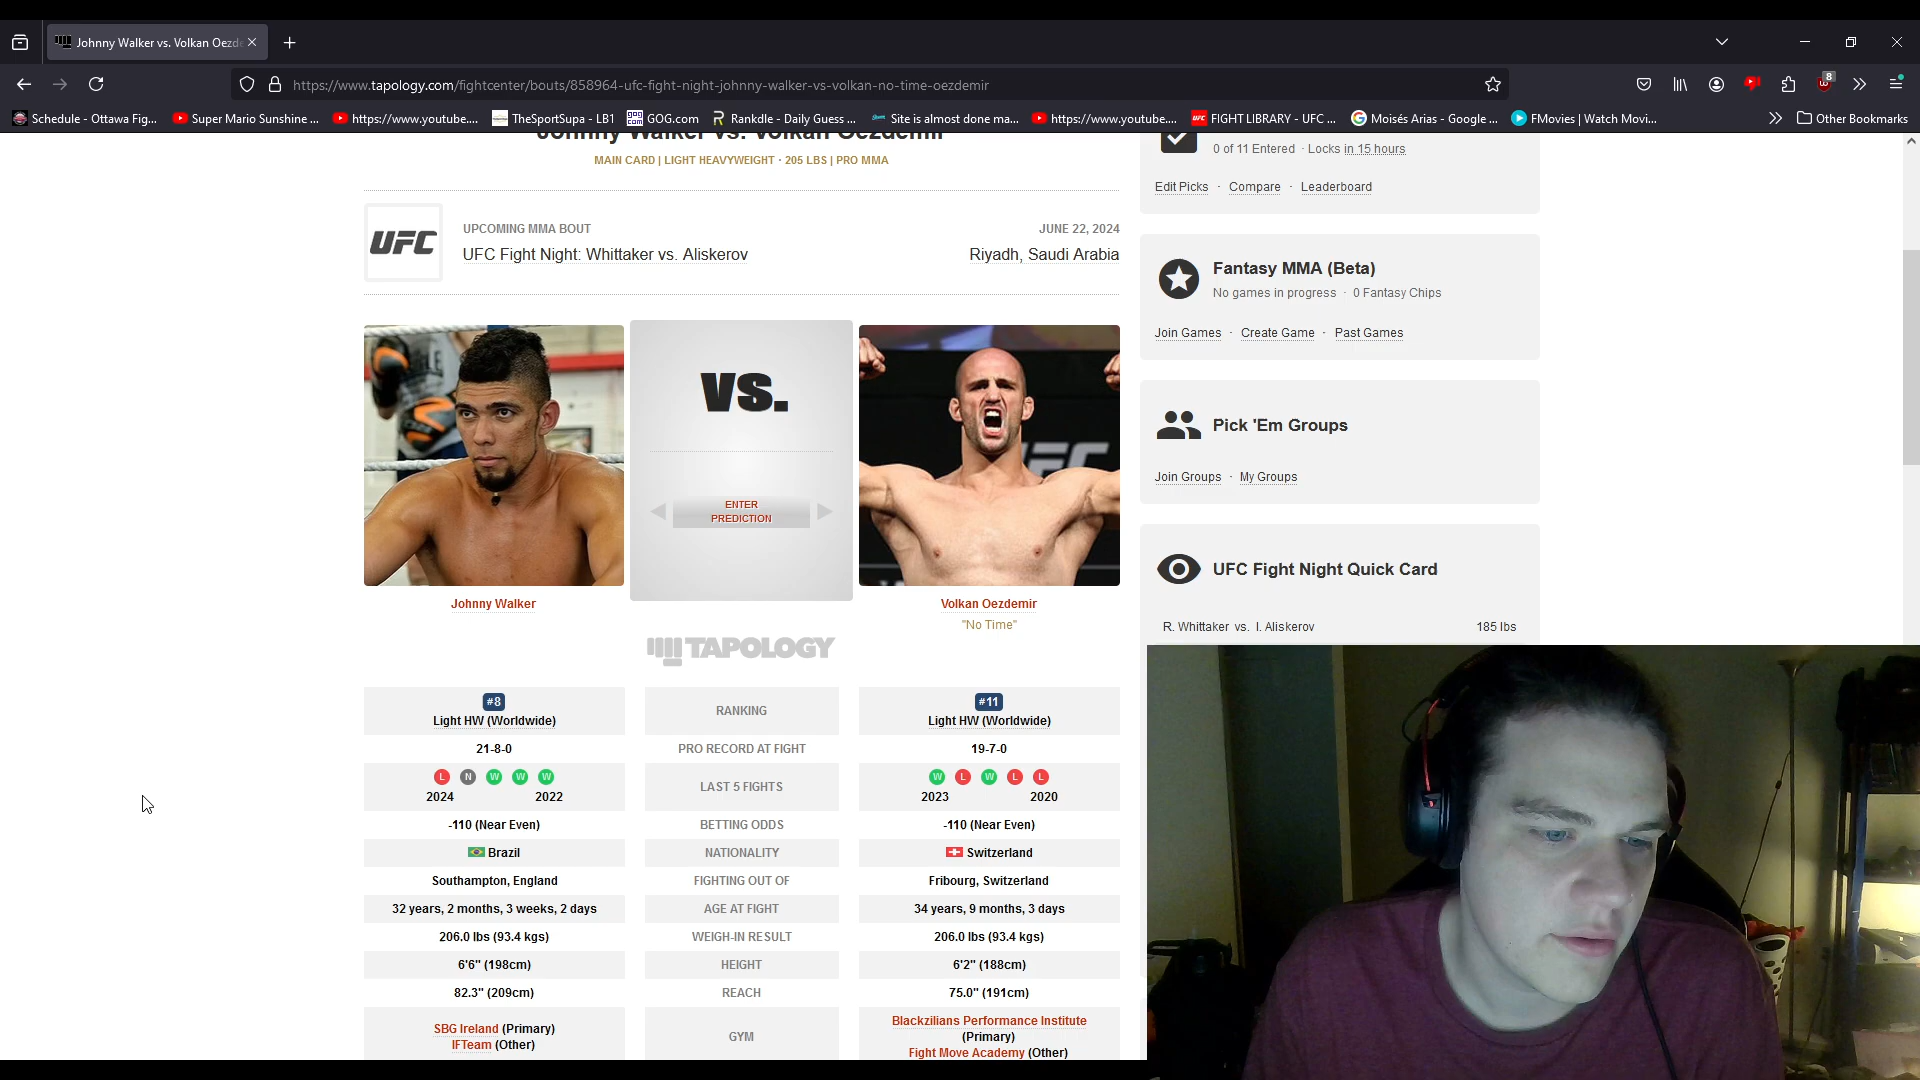 Johnny Walker vs. Volkan Oezde
https://www.tapology.com/fightcenter/bouts/858964-ufc-fight-night-johnny-walker-vs-volkan-no-time-oezdemir
8
Schedule - Ottawa Fig...
Super Mario Sunshine ...
https://www.youtube....
TheSportSupa - LB1
GOG.com
Rankdle - Daily Guess ...
Site is almost done ma...
https://www.youtube....
FIGHT LIBRARY - UFC ...
Moisés Arias - Google ...
FMovies | Watch Movi...
Other Bookmarks
Johnny Walker vs. Volkan Oezdemir
MAIN CARD | LIGHT HEAVYWEIGHT · 205 LBS | PRO MMA
UFC
UPCOMING MMA BOUT
JUNE 22, 2024
UFC Fight Night: Whittaker vs. Aliskerov
Riyadh, Saudi Arabia
VS.
ENTER
PREDICTION
UFC
Johnny Walker
Volkan Oezdemir
"No Time"
TAPOLOGY
#8
Light HW (Worldwide)
RANKING
#11
Light HW (Worldwide)
21-8-0
PRO RECORD AT FIGHT
19-7-0
L N W W W
2024 2022
LAST 5 FIGHTS
W L W L L
2023 2020
-110 (Near Even)
BETTING ODDS
-110 (Near Even)
Brazil
NATIONALITY
Switzerland
Southampton, England
FIGHTING OUT OF
Fribourg, Switzerland
32 years, 2 months, 3 weeks, 2 days
AGE AT FIGHT
34 years, 9 months, 3 days
206.0 lbs (93.4 kgs)
WEIGH-IN RESULT
206.0 lbs (93.4 kgs)
6'6" (198cm)
HEIGHT
6'2" (188cm)
82.3" (209cm)
REACH
75.0" (191cm)
SBG Ireland (Primary)
IFTeam (Other)
GYM
Blackzilians Performance Institute
(Primary)
Fight Move Academy (Other)
0 of 11 Entered · Locks in 15 hours
Edit Picks · Compare · Leaderboard
Fantasy MMA (Beta)
No games in progress · 0 Fantasy Chips
Join Games · Create Game · Past Games
Pick 'Em Groups
Join Groups · My Groups
UFC Fight Night Quick Card
R. Whittaker vs. I. Aliskerov
185 lbs